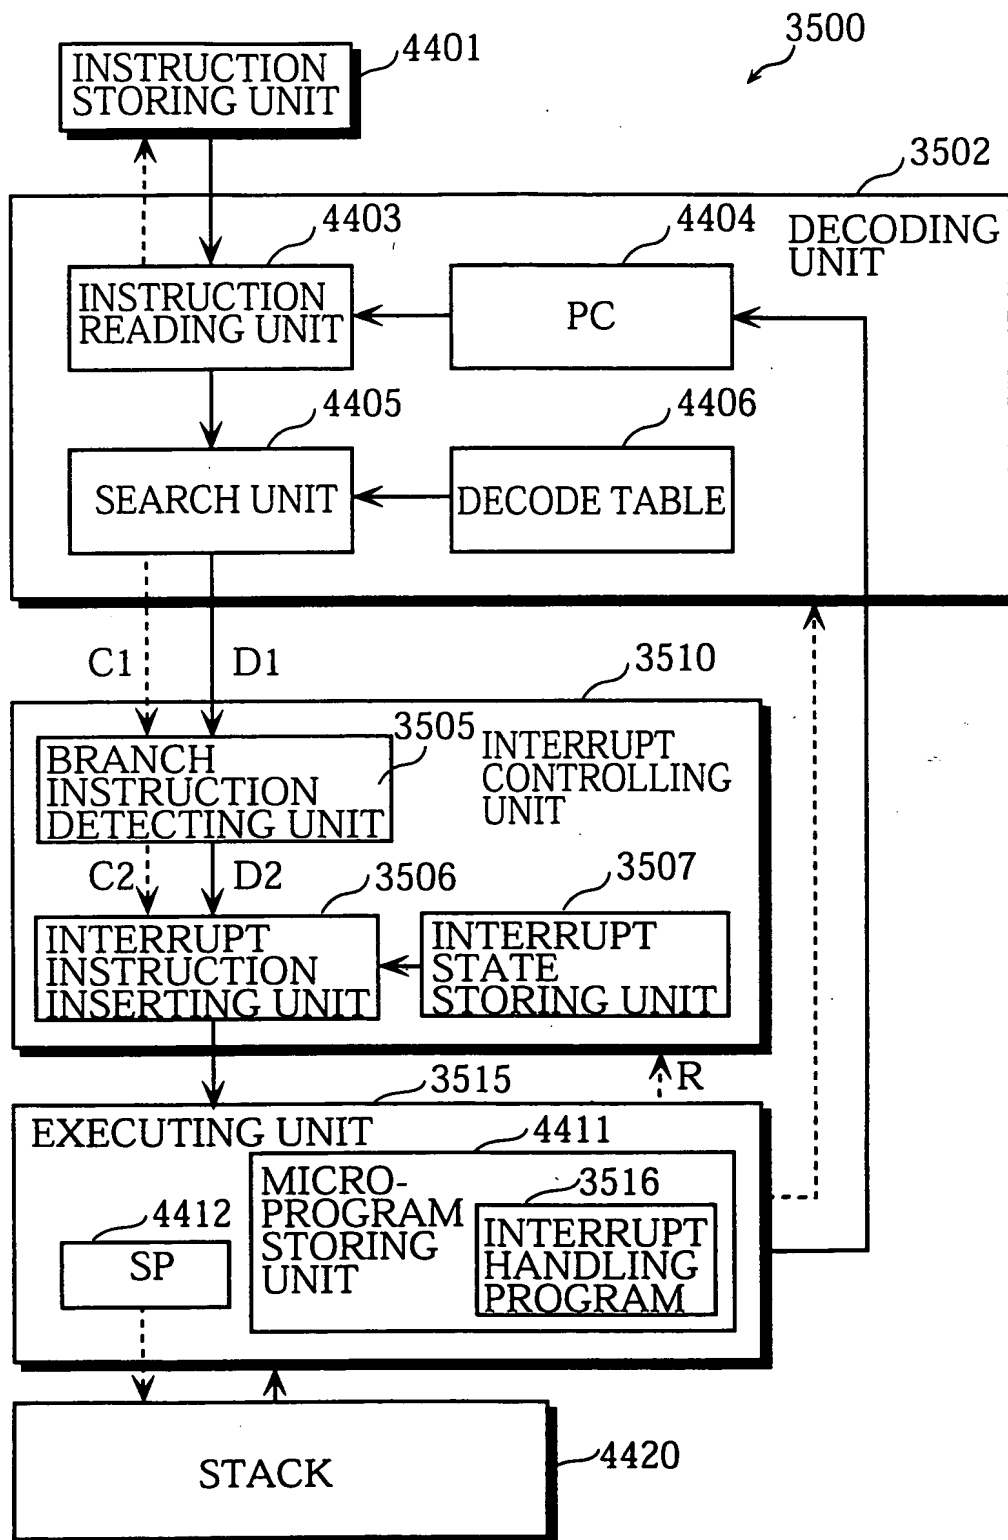 3500
4401
INSTRUCTION
STORING UNIT
3502
DECODING
UNIT
4403
INSTRUCTION
READING UNIT
4404
PC
4405
SEARCH UNIT
4406
DECODE TABLE
C1
D1
3510
INTERRUPT
CONTROLLING
UNIT
3505
BRANCH
INSTRUCTION
DETECTING UNIT
C2
D2
3506
INTERRUPT
INSTRUCTION
INSERTING UNIT
3507
INTERRUPT
STATE
STORING UNIT
R
3515
EXECUTING UNIT
4411
MICRO-
PROGRAM
STORING
UNIT
3516
INTERRUPT
HANDLING
PROGRAM
4412
SP
STACK
4420